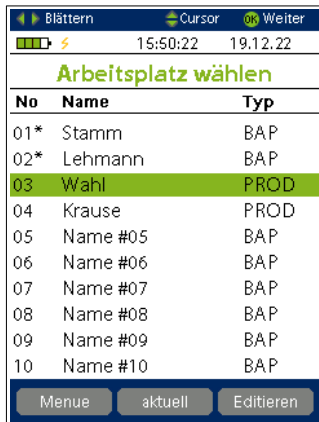 Blättern Cursor OK Weiter
15:50:22 19.12.22
Arbeitsplatz wählen
No Name Typ
01* Stamm BAP
02* Lehmann BAP
03 Wahl PROD
04 Krause PROD
05 Name #05 BAP
06 Name #06 BAP
07 Name #07 BAP
08 Name #08 BAP
09 Name #09 BAP
10 Name #10 BAP
Menue aktuell Editieren